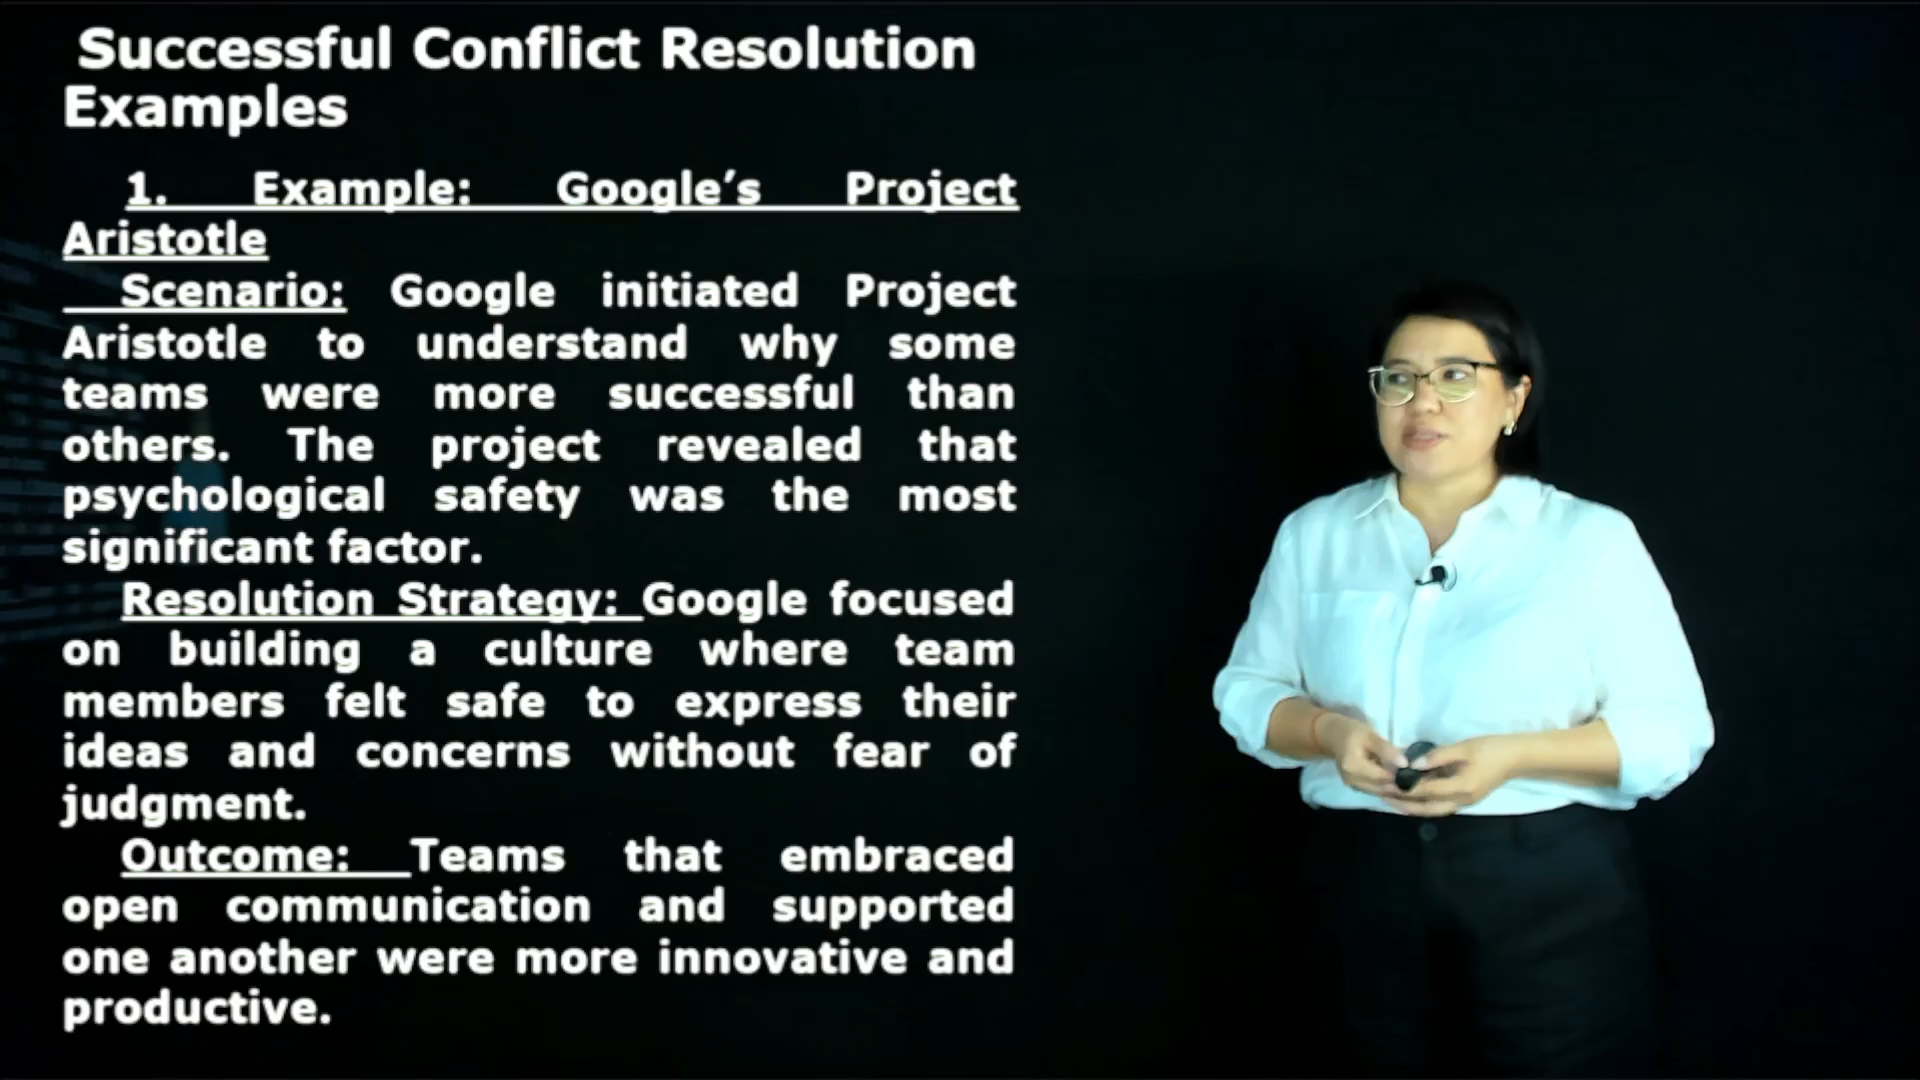 Successful Conflict Resolution
Examples
1. Example: Google’s Project
Aristotle
Scenario: Google initiated Project
Aristotle to understand why some
teams were more successful than
others. The project revealed that
psychological safety was the most
significant factor.
Resolution Strategy: Google focused
on building a culture where team
members felt safe to express their
ideas and concerns without fear of
judgment.
Outcome: Teams that embraced
open communication and supported
one another were more innovative and
productive.